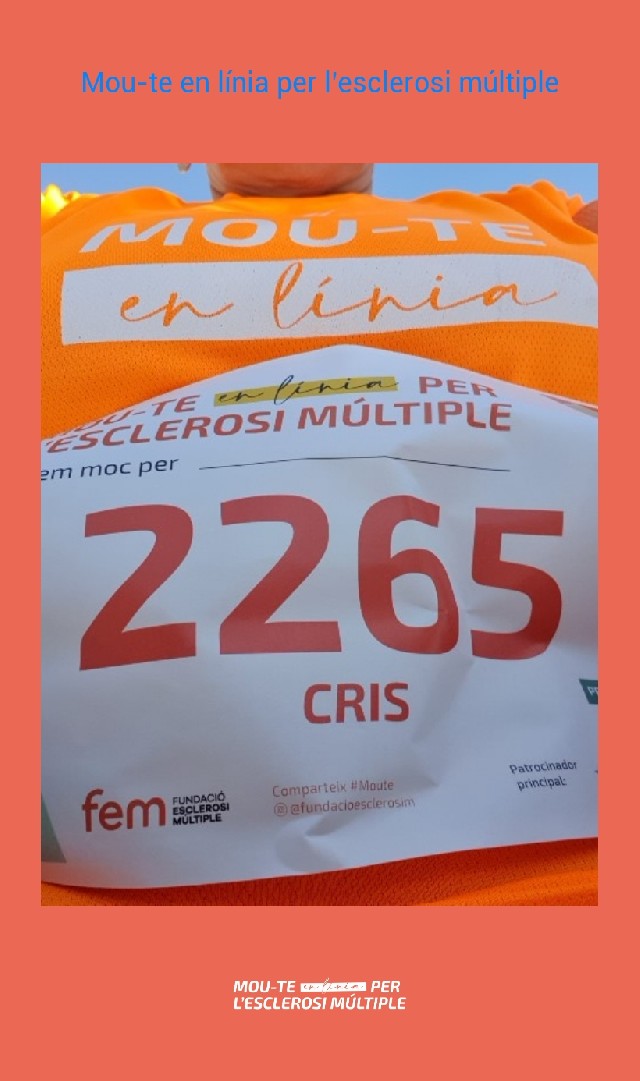 Mou-te en línia per l'esclerosi múltiple
MOU-TE
en línia
OU-TE en línia PER
'ESCLEROSI MÚLTIPLE
em moc per
2265
CRIS
fem FUNDACIÓ
ESCLEROSI
MÚLTIPLE
Comparteix #Moute
@fundacioesclerosim
Patrocinador
principal:
MOU-TE en línia PER
L'ESCLEROSI MÚLTIPLE